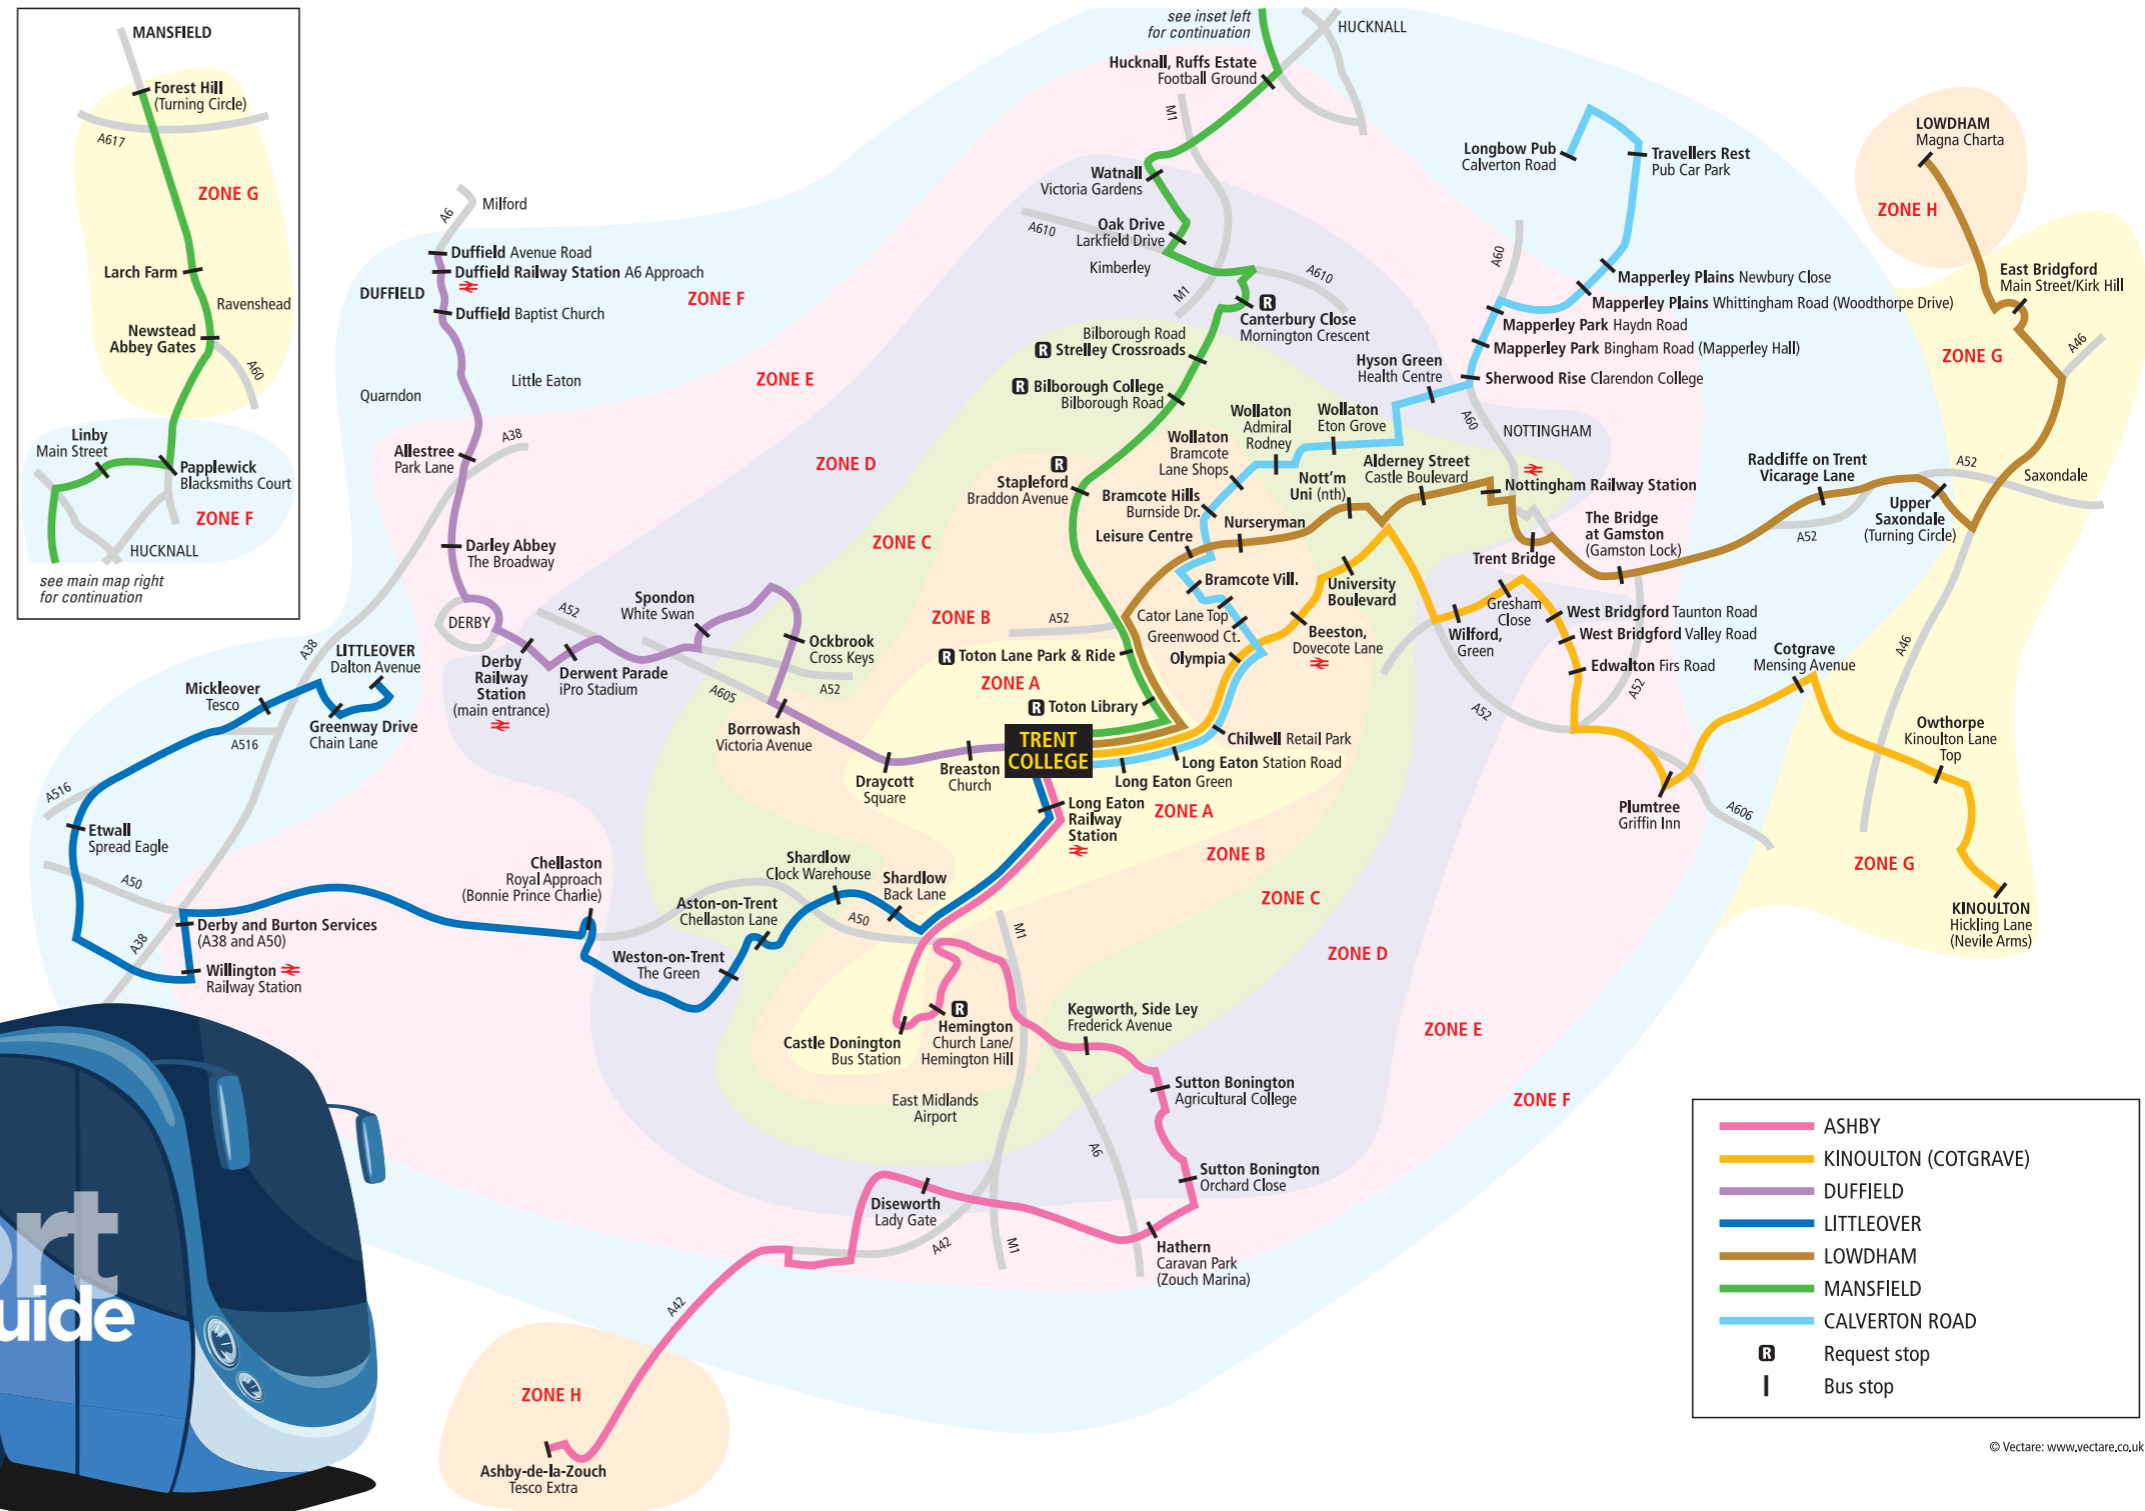 MANSFIELD
Forest Hill
(Turning Circle)
A617
ZONE G
Larch Farm
Ravenshead
Newstead
Abbey Gates
A60
Linby
Main Street
Papplewick
Blacksmiths Court
ZONE F
HUCKNALL
see main map right
for continuation
see inset left
for continuation
HUCKNALL
Hucknall, Ruffs Estate
Football Ground
M1
Watnall
Victoria Gardens
A610
Oak Drive
Larkfield Drive
Kimberley
M1
A610
R
Canterbury Close
Mornington Crescent
Bilborough Road
R Strelley Crossroads
R Bilborough College
Bilborough Road
R
Stapleford
Braddon Avenue
A52
R Toton Lane Park & Ride
R Toton Library
Longbow Pub
Calverton Road
Travellers Rest
Pub Car Park
A60
Mapperley Plains Newbury Close
Mapperley Plains Whittingham Road (Woodthorpe Drive)
Mapperley Park Haydn Road
Mapperley Park Bingham Road (Mapperley Hall)
Sherwood Rise Clarendon College
Hyson Green
Health Centre
A60
NOTTINGHAM
Wollaton
Eton Grove
Wollaton
Admiral
Rodney
Wollaton
Bramcote
Lane Shops
Bramcote Hills
Burnside Dr.
Leisure Centre
Nurseryman
Nott'm
Uni (nth)
Alderney Street
Castle Boulevard
Nottingham Railway Station
Trent Bridge
The Bridge
at Gamston
(Gamston Lock)
Radcliffe on Trent
Vicarage Lane
A52
A52
Upper
Saxondale
(Turning Circle)
Saxondale
A46
A46
East Bridgford
Main Street/Kirk Hill
LOWDHAM
Magna Charta
ZONE H
ZONE G
Bramcote Vill.
Cator Lane Top
Greenwood Ct.
Olympia
Beeston,
Dovecote Lane
University
Boulevard
Wilford,
Green
Gresham
Close
West Bridgford Taunton Road
West Bridgford Valley Road
Edwalton Firs Road
A52
A52
Cotgrave
Mensing Avenue
Plumtree
Griffin Inn
A606
Owthorpe
Kinoulton Lane
Top
KINOULTON
Hickling Lane
(Nevile Arms)
ZONE G
Chilwell Retail Park
Long Eaton Station Road
Long Eaton Green
TRENT
COLLEGE
Long Eaton
Railway
Station
ZONE A
ZONE A
ZONE B
ZONE B
ZONE C
ZONE C
ZONE D
ZONE D
ZONE E
ZONE E
ZONE F
ZONE F
A6
Milford
Duffield Avenue Road
Duffield Railway Station A6 Approach
DUFFIELD
Duffield Baptist Church
Quarndon
Little Eaton
Allestree
Park Lane
A38
Darley Abbey
The Broadway
DERBY
Derby
Railway
Station
(main entrance)
A52
Derwent Parade
iPro Stadium
Spondon
White Swan
Ockbrook
Cross Keys
A605
A52
Borrowash
Victoria Avenue
Draycott
Square
Breaston
Church
LITTLEOVER
Dalton Avenue
A38
Mickleover
Tesco
Greenway Drive
Chain Lane
A516
A516
Etwall
Spread Eagle
A50
A38
Derby and Burton Services
(A38 and A50)
Willington
Railway Station
Chellaston
Royal Approach
(Bonnie Prince Charlie)
Weston-on-Trent
The Green
Aston-on-Trent
Chellaston Lane
Shardlow
Clock Warehouse
A50
Shardlow
Back Lane
M1
Castle Donington
Bus Station
R
Hemington
Church Lane/
Hemington Hill
East Midlands
Airport
Kegworth, Side Ley
Frederick Avenue
Sutton Bonington
Agricultural College
A6
Sutton Bonington
Orchard Close
Hathern
Caravan Park
(Zouch Marina)
Diseworth
Lady Gate
A42
M1
A42
ZONE H
Ashby-de-la-Zouch
Tesco Extra
ort
uide
ASHBY
KINOULTON (COTGRAVE)
DUFFIELD
LITTLEOVER
LOWDHAM
MANSFIELD
CALVERTON ROAD
R Request stop
Bus stop
© Vectare: www.vectare.co.uk